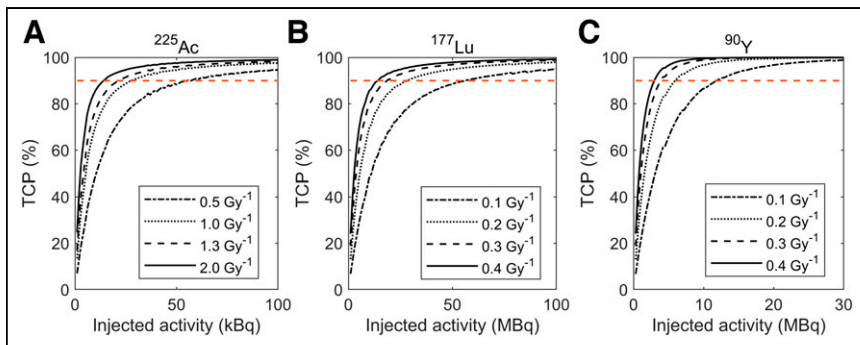 A
²²⁵Ac
TCP (%)
100
80
60
40
20
0
0.5 Gy⁻¹
1.0 Gy⁻¹
1.3 Gy⁻¹
2.0 Gy⁻¹
0 50 100
Injected activity (kBq)
B
¹⁷⁷Lu
TCP (%)
100
80
60
40
20
0
0.1 Gy⁻¹
0.2 Gy⁻¹
0.3 Gy⁻¹
0.4 Gy⁻¹
0 50 100
Injected activity (MBq)
C
⁹⁰Y
TCP (%)
100
80
60
40
20
0
0.1 Gy⁻¹
0.2 Gy⁻¹
0.3 Gy⁻¹
0.4 Gy⁻¹
0 10 20 30
Injected activity (MBq)